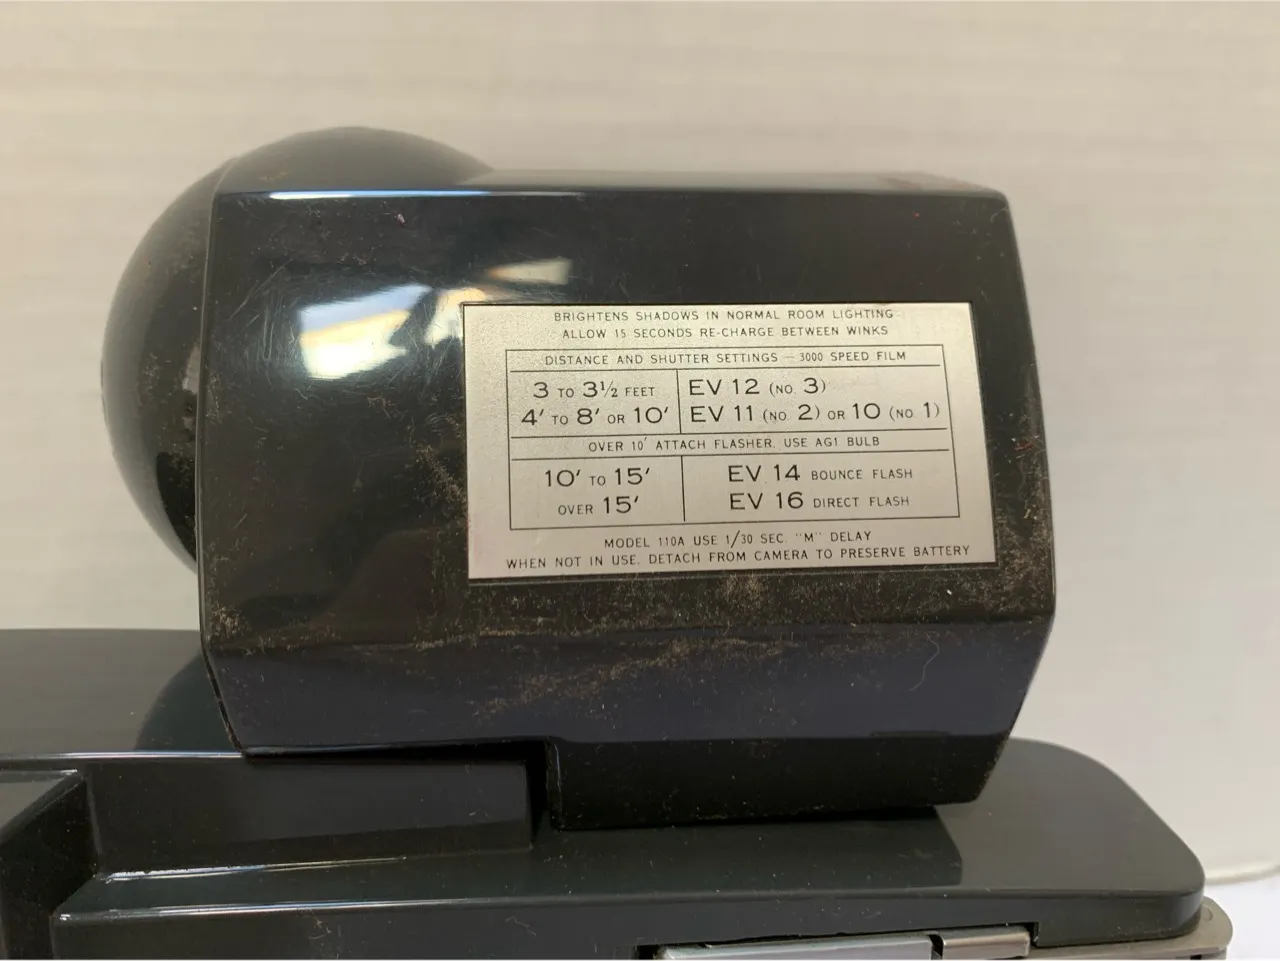 BRIGHTENS SHADOWS IN NORMAL ROOM LIGHTING
ALLOW 15 SECONDS RE-CHARGE BETWEEN WINKS
DISTANCE AND SHUTTER SETTINGS — 3000 SPEED FILM
3 TO 3½ FEET EV 12 (NO. 3)
4' TO 8' OR 10' EV 11 (NO. 2) OR 10 (NO. 1)
OVER 10' ATTACH FLASHER, USE AG1 BULB
10' TO 15' EV 14 BOUNCE FLASH
OVER 15' EV 16 DIRECT FLASH
MODEL 110A USE 1/30 SEC. "M" DELAY
WHEN NOT IN USE, DETACH FROM CAMERA TO PRESERVE BATTERY